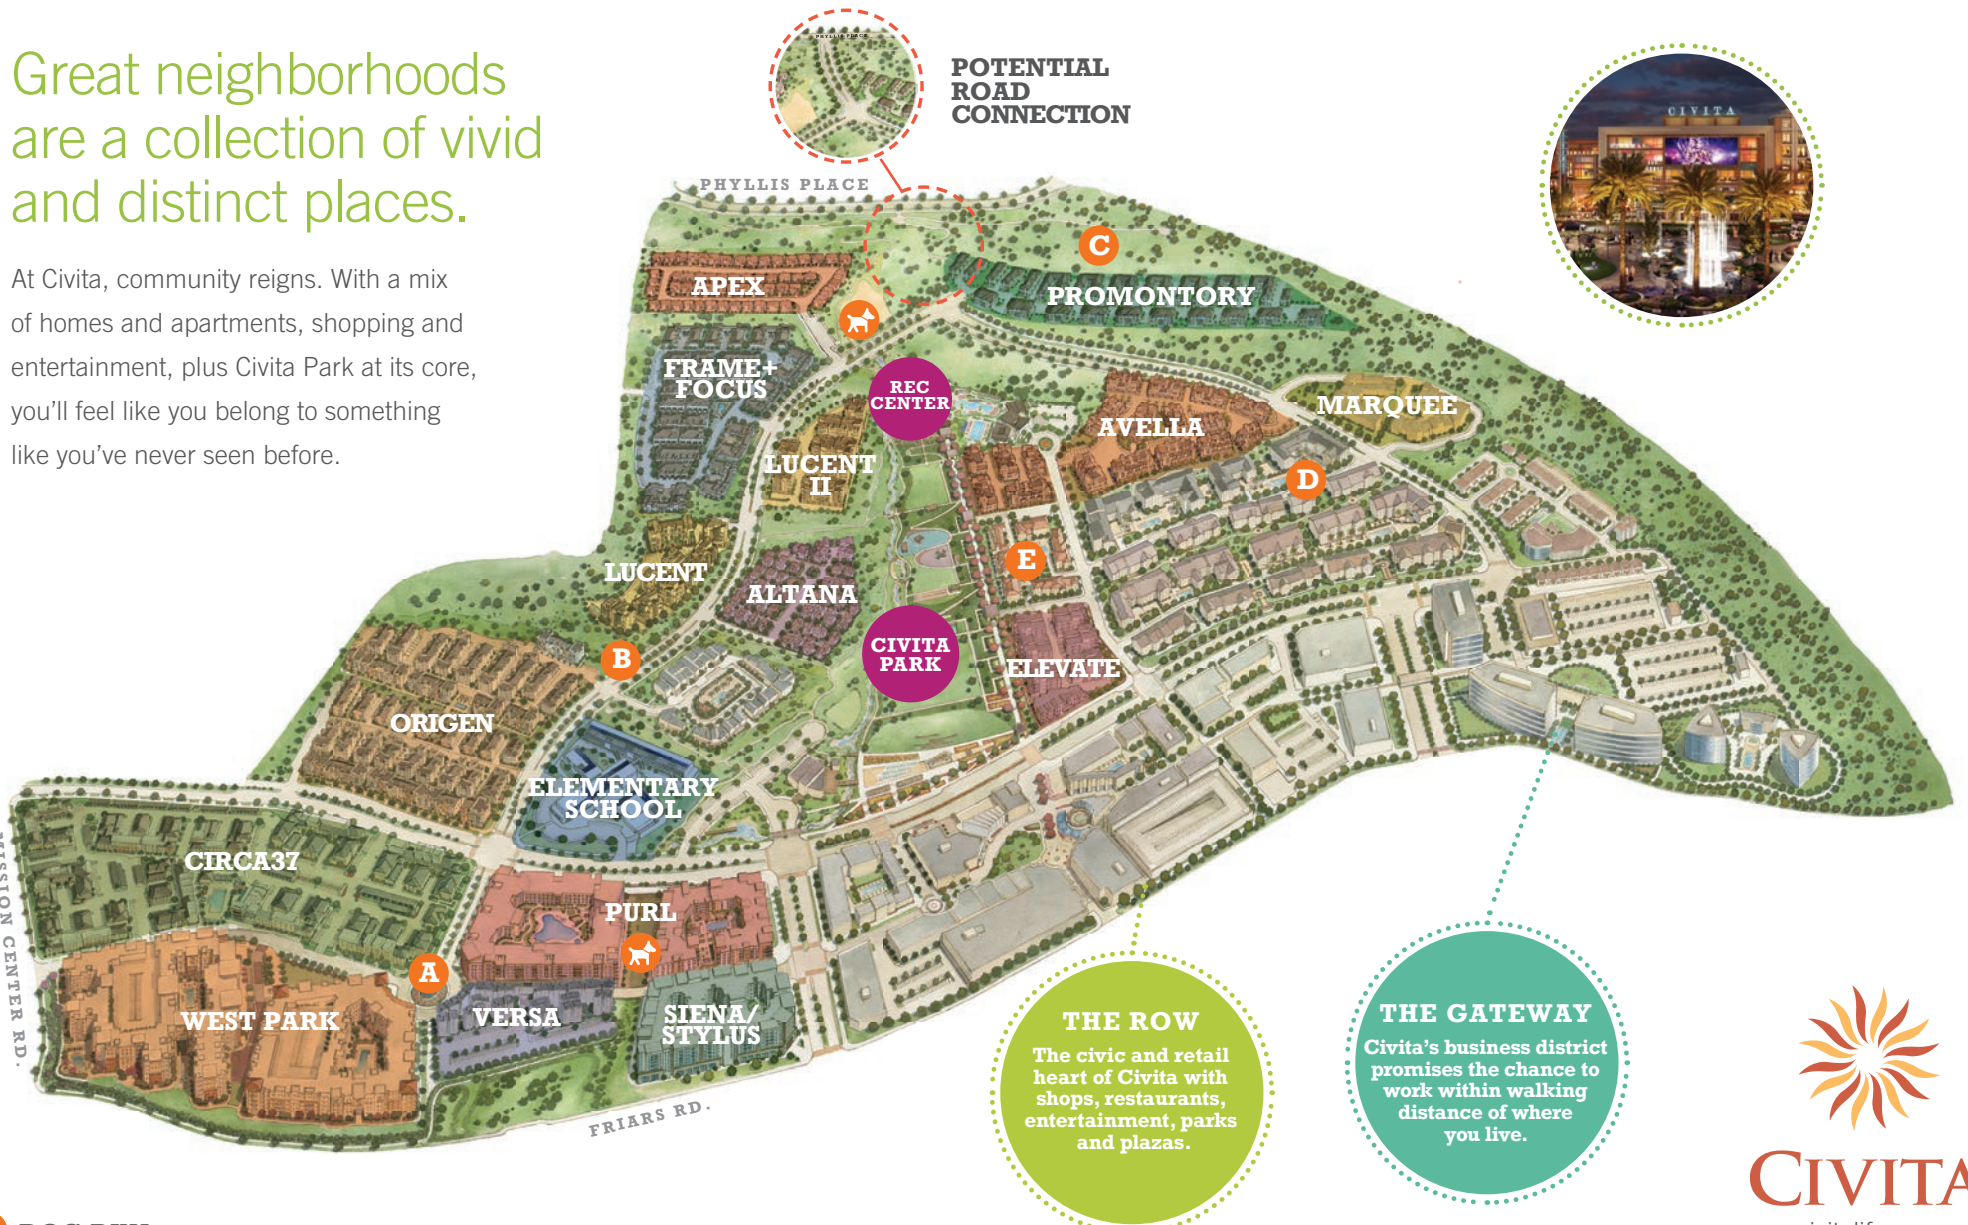 Great neighborhoods
are a collection of vivid
and distinct places.
At Civita, community reigns. With a mix
of homes and apartments, shopping and
entertainment, plus Civita Park at its core,
you'll feel like you belong to something
like you've never seen before.
PHYLLIS PLACE
POTENTIAL
ROAD
CONNECTION
CIVITA
PHYLLIS PLACE
C
APEX
PROMONTORY
FRAME+
FOCUS
REC
CENTER
MARQUEE
AVELLA
LUCENT
II
D
E
LUCENT
ALTANA
B
CIVITA
PARK
ELEVATE
ORIGEN
ELEMENTARY
SCHOOL
CIRCA37
MISSION CENTER RD.
PURL
A
WEST PARK
VERSA
SIENA/
STYLUS
FRIARS RD.
THE ROW
The civic and retail
heart of Civita with
shops, restaurants,
entertainment, parks
and plazas.
THE GATEWAY
Civita's business district
promises the chance to
work within walking
distance of where
you live.
CIVITA